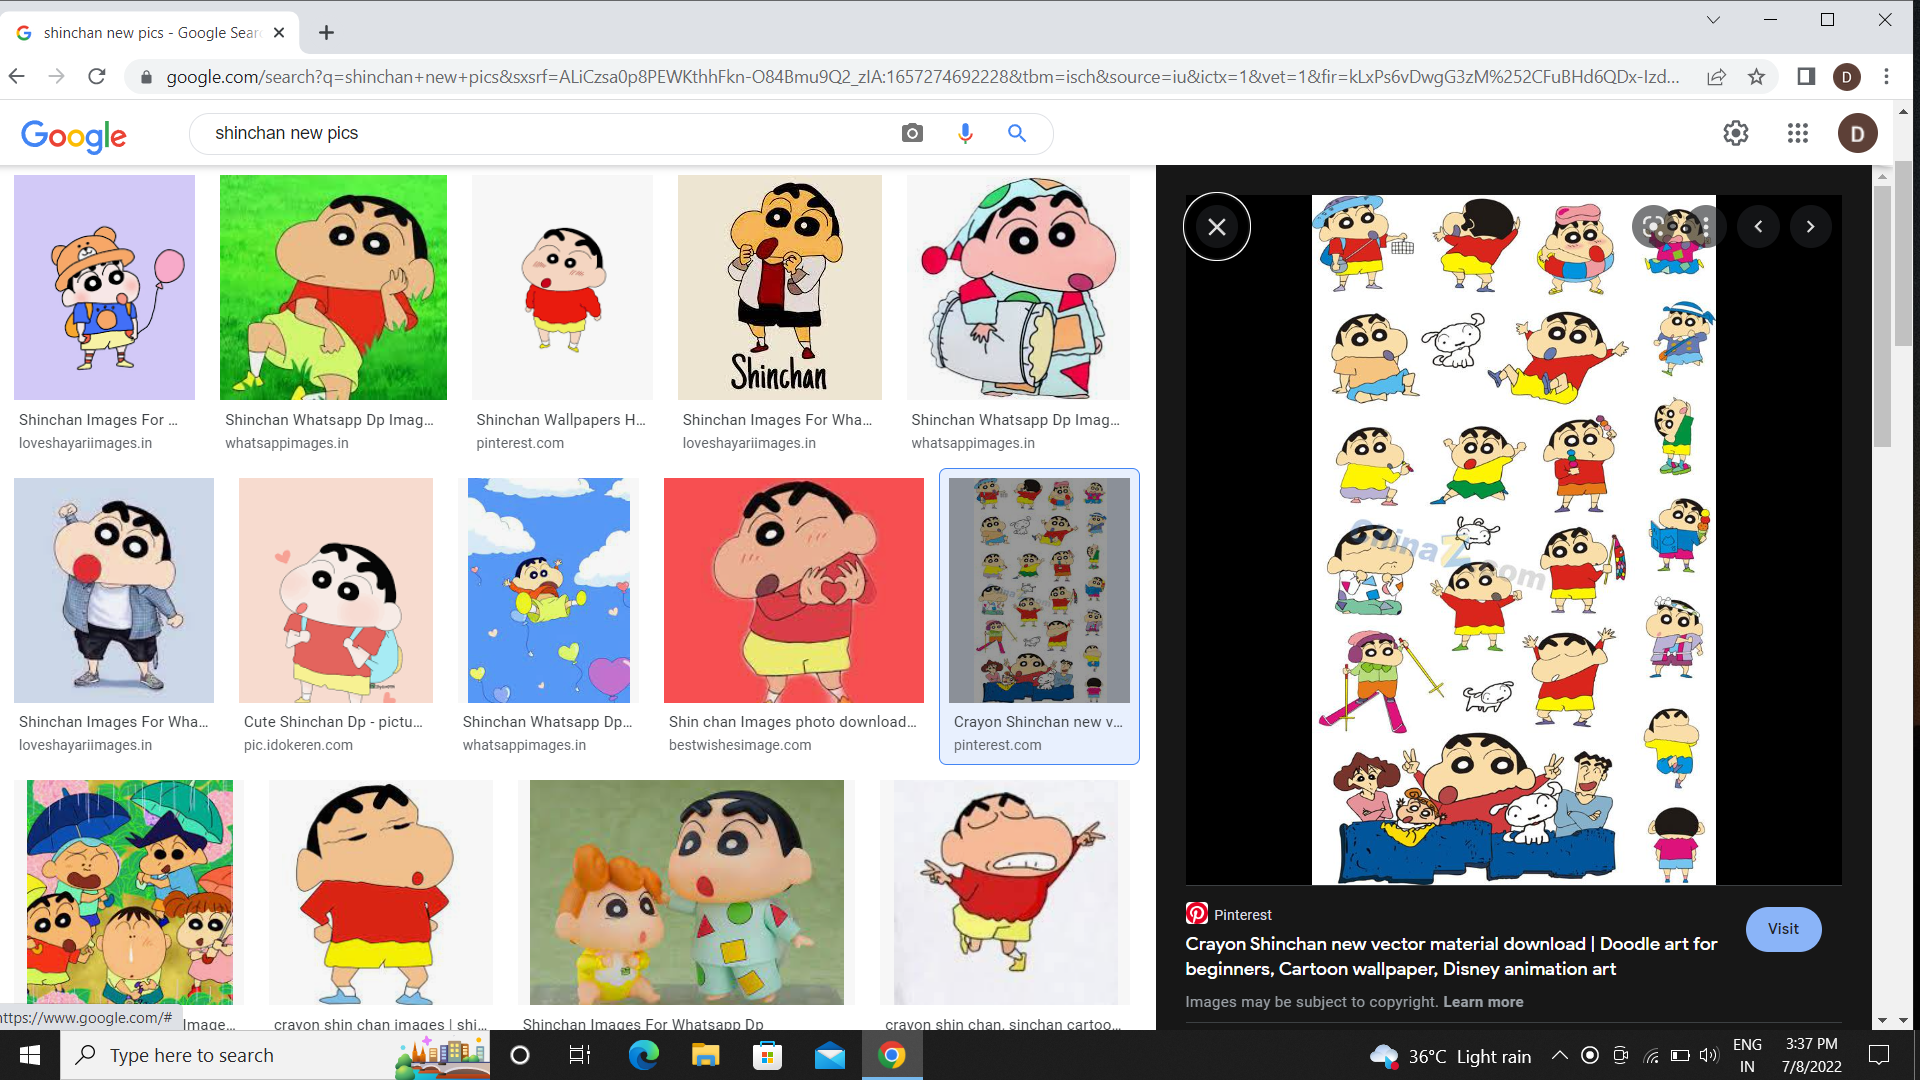 shinchan new pics - Google Sear
google.com/search?q=shinchan+new+pics&sxsrf=ALiCzsa0p8PEWKthhFkn-O84Bmu9Q2_zIA:1657274692228&tbm=isch&source=iu&ictx=1&vet=1&fir=kLxPs6vDwgG3zM%252CFuBHd6QDx-Izd...
D
Google
shinchan new pics
D
Shinchan
Shinchan Images For ...
Shinchan Whatsapp Dp Imag...
Shinchan Wallpapers H...
Shinchan Images For Wha...
Shinchan Whatsapp Dp Imag...
loveshayariimages.in
whatsappimages.in
pinterest.com
loveshayariimages.in
whatsappimages.in
Shinchan Images For Wha...
Cute Shinchan Dp - pictu...
Shinchan Whatsapp Dp...
Shin chan Images photo download...
Crayon Shinchan new v...
loveshayariimages.in
pic.idokeren.com
whatsappimages.in
bestwishesimage.com
pinterest.com
ChinaZ.com
Pinterest
Visit
Crayon Shinchan new vector material download | Doodle art for
beginners, Cartoon wallpaper, Disney animation art
Images may be subject to copyright. Learn more
https://www.google.com/#
Image...
crayon shin chan images | shi...
Shinchan Images For Whatsapp Dp
crayon shin chan, sinchan cartoo...
Type here to search
36°C Light rain
ENG
IN
3:37 PM
7/8/2022